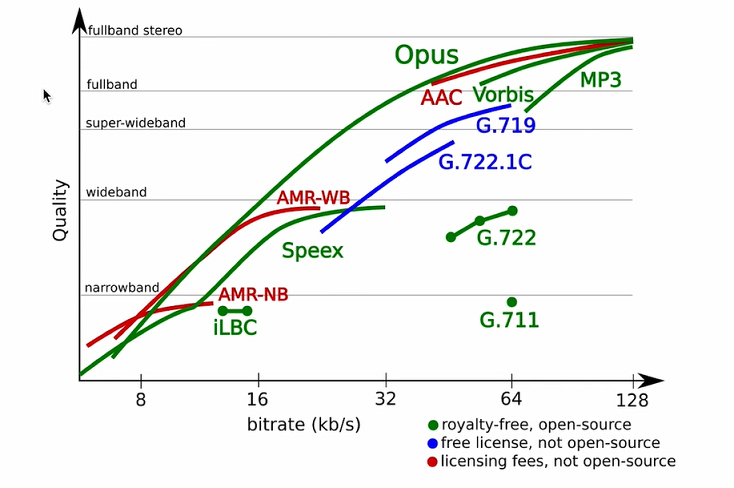 fullband stereo
Opus
fullband
AAC
Vorbis
MP3
super-wideband
G.719
G.722.1C
Quality
wideband
AMR-WB
Speex
G.722
narrowband
AMR-NB
iLBC
G.711
8 16 32 64 128
bitrate (kb/s)
royalty-free, open-source
free license, not open-source
licensing fees, not open-source